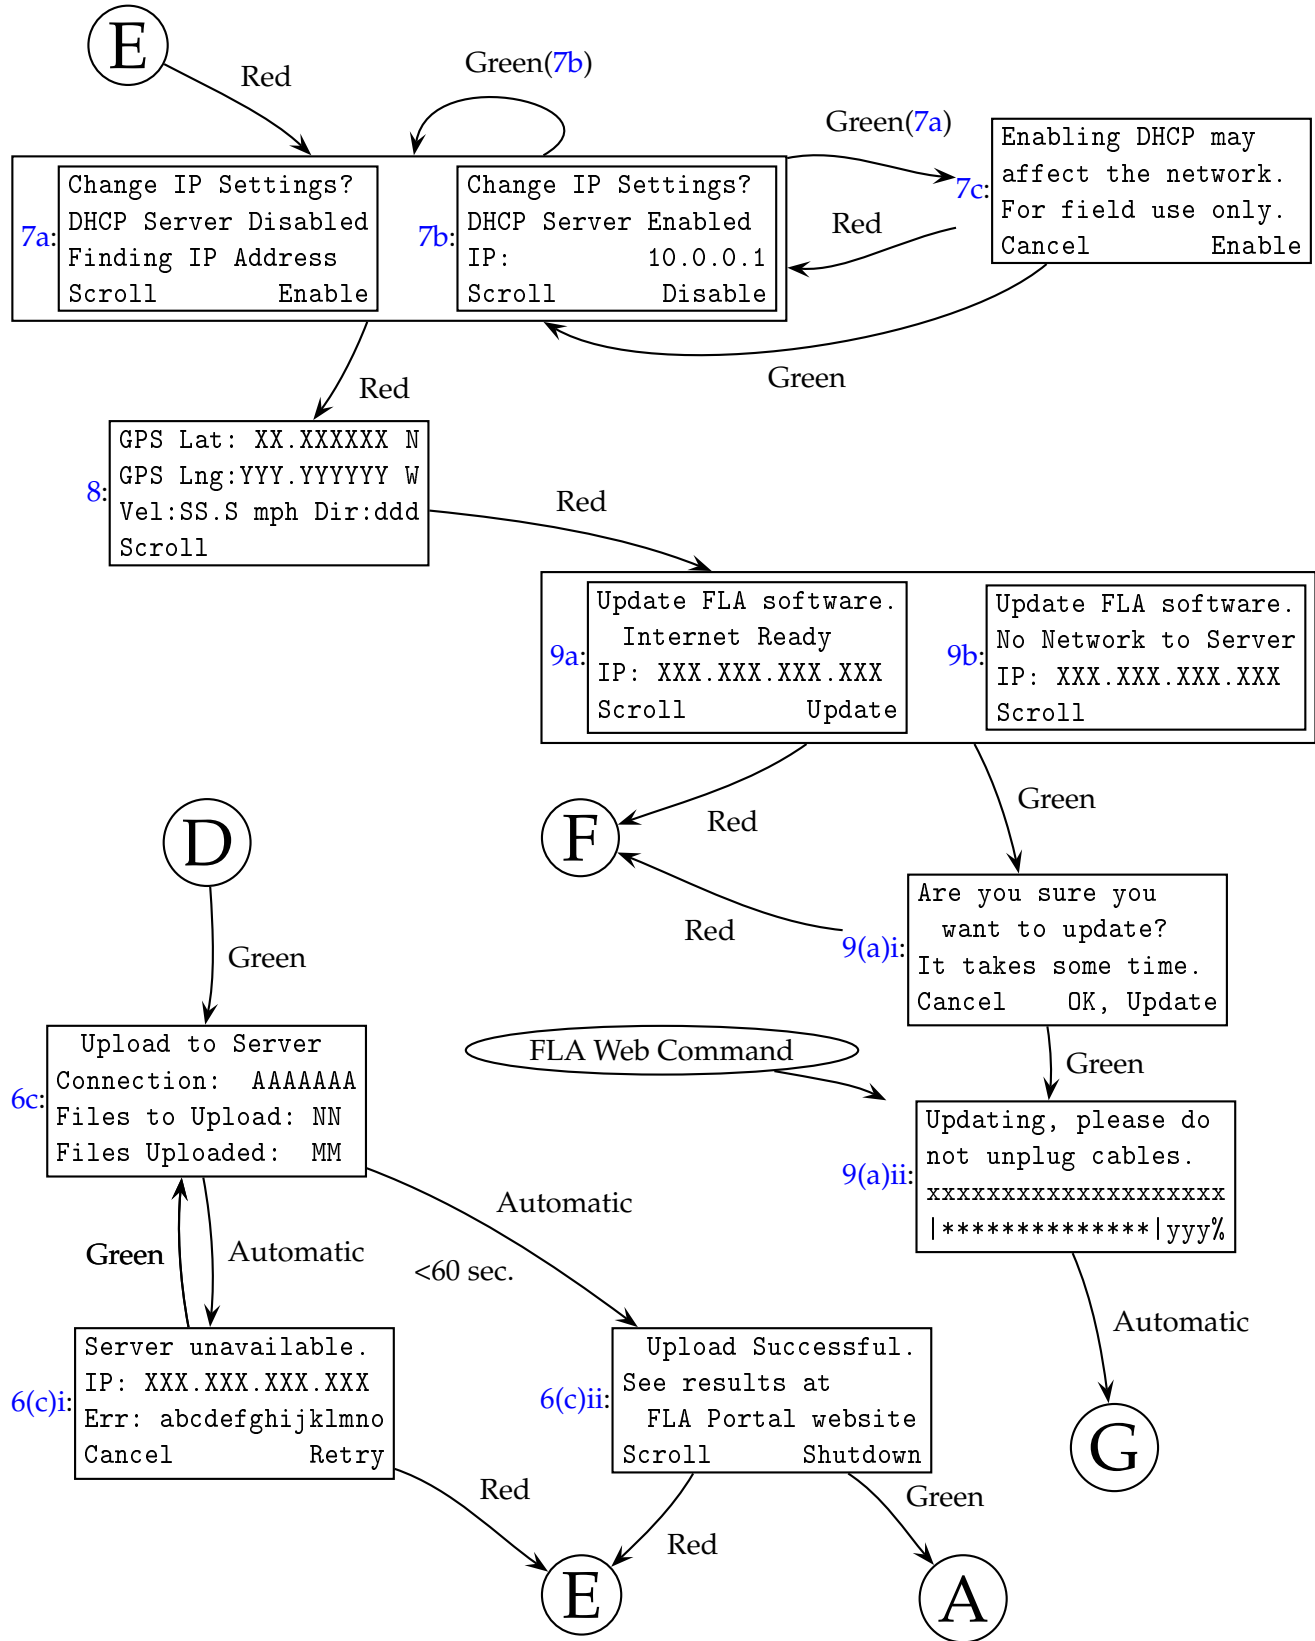 E
Red
Green(7b)
Green(7a)
7a:
Change IP Settings?
DHCP Server Disabled
Finding IP Address
Scroll Enable
7b:
Change IP Settings?
DHCP Server Enabled
IP: 10.0.0.1
Scroll Disable
Red
7c:
Enabling DHCP may
affect the network.
For field use only.
Cancel Enable
Green
Red
8:
GPS Lat: XX.XXXXXX N
GPS Lng:YYY.YYYYYY W
Vel:SS.S mph Dir:ddd
Scroll
Red
9a:
Update FLA software.
Internet Ready
IP: XXX.XXX.XXX.XXX
Scroll Update
9b:
Update FLA software.
No Network to Server
IP: XXX.XXX.XXX.XXX
Scroll
Red
Green
D
F
Green
Red
9(a)i:
Are you sure you
want to update?
It takes some time.
Cancel OK, Update
FLA Web Command
Green
6c:
Upload to Server
Connection: AAAAAAA
Files to Upload: NN
Files Uploaded: MM
9(a)ii:
Updating, please do
not unplug cables.
xxxxxxxxxxxxxxxxxxxx
|**************|yyy%
Green
Automatic
Automatic
<60 sec.
Automatic
6(c)i:
Server unavailable.
IP: XXX.XXX.XXX.XXX
Err: abcdefghijklmno
Cancel Retry
6(c)ii:
Upload Successful.
See results at
FLA Portal website
Scroll Shutdown
G
Red
Red
Green
E
A